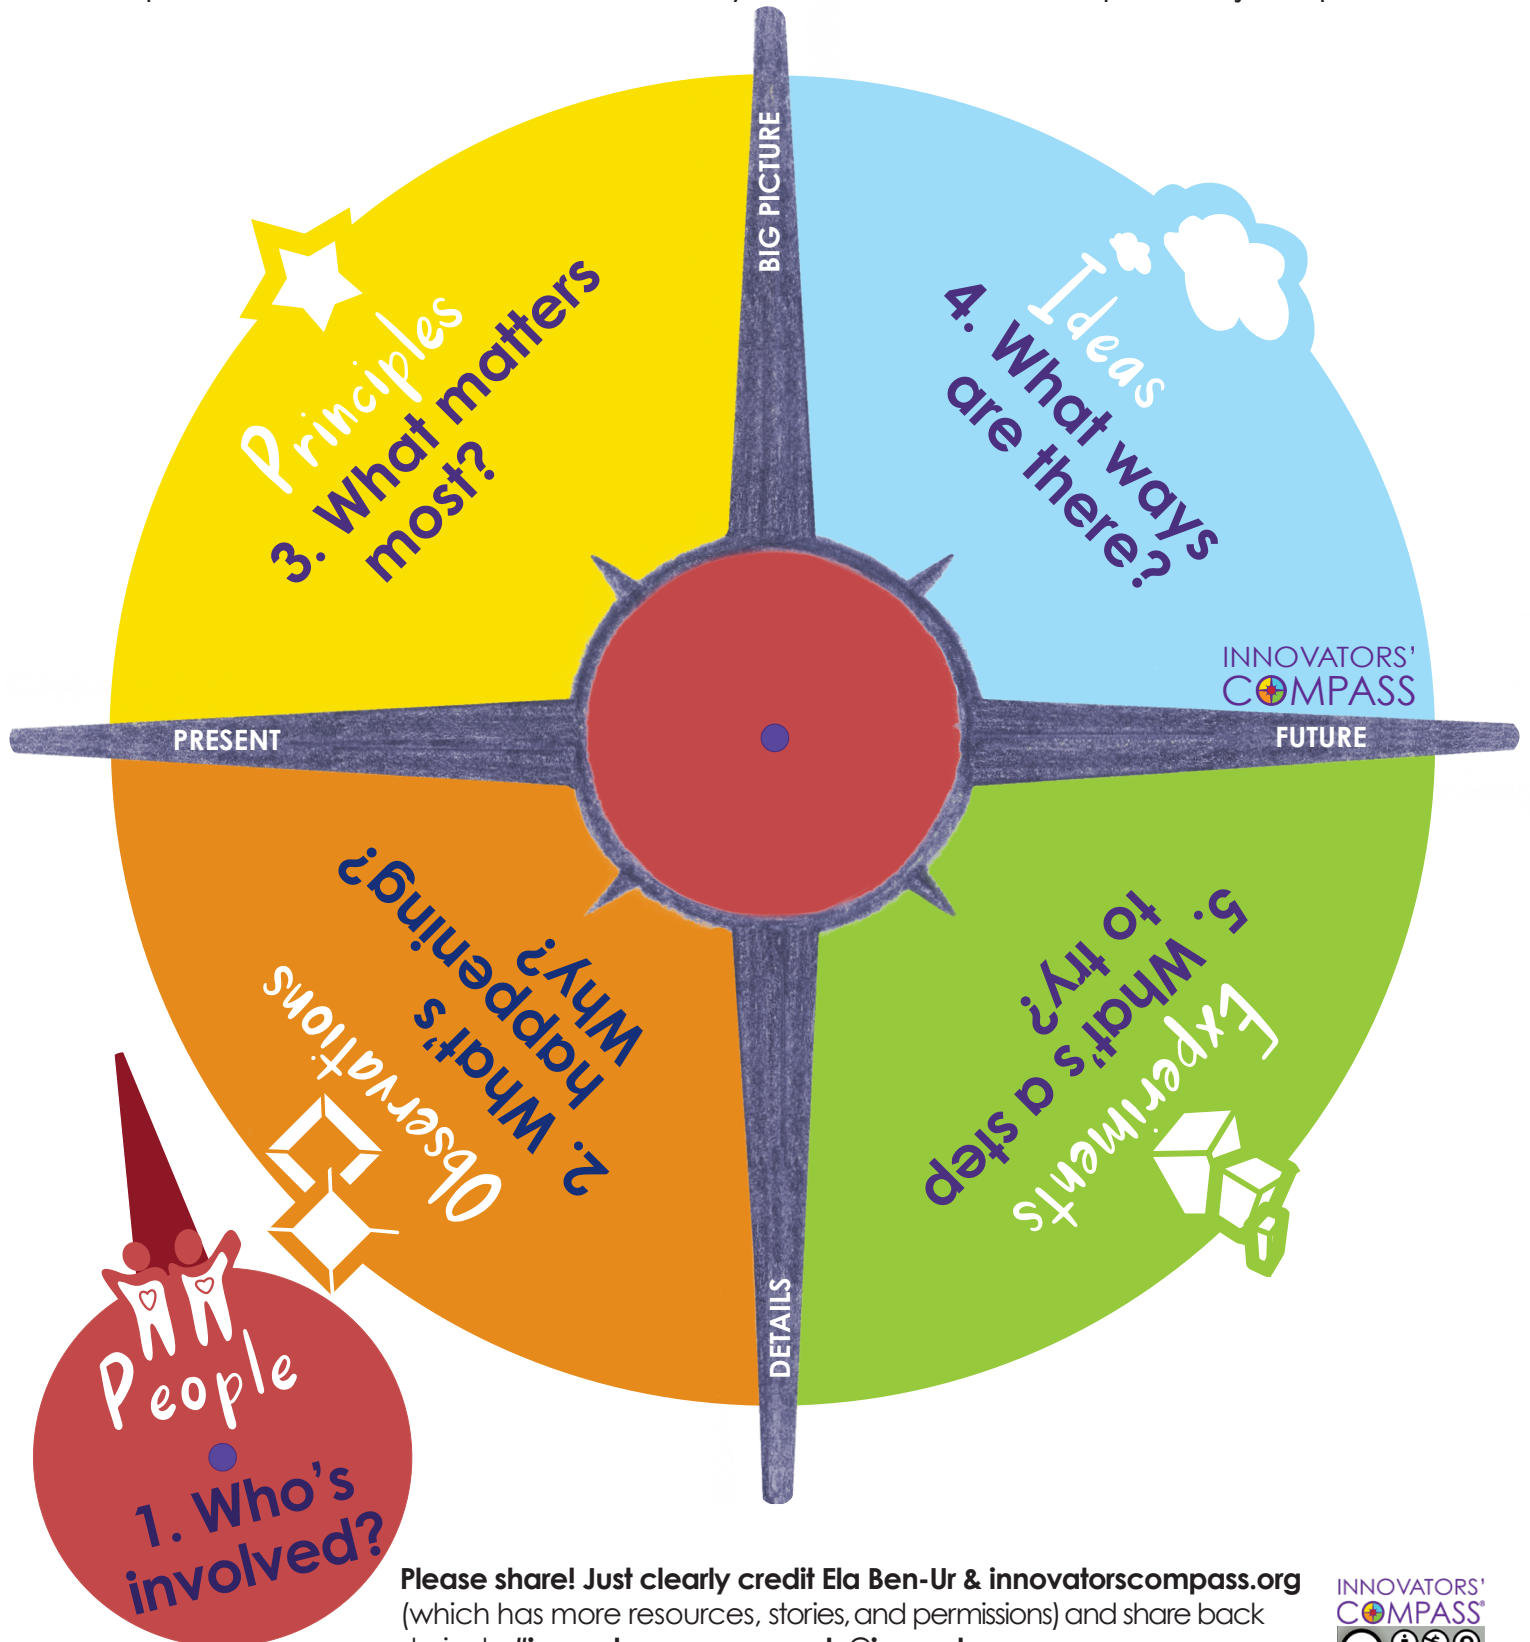 BIG PICTURE
Principles
3. What matters
most?
Ideas
4. What ways
are there?
INNOVATORS'
COMPASS
PRESENT
FUTURE
Observations
2. What's
happening?
Why?
Experiments
5. What's a step
to try?
DETAILS
People
1. Who's
involved?
Please share! Just clearly credit Ela Ben-Ur & innovatorscompass.org
(which has more resources, stories, and permissions) and share back
INNOVATORS'
COMPASS®